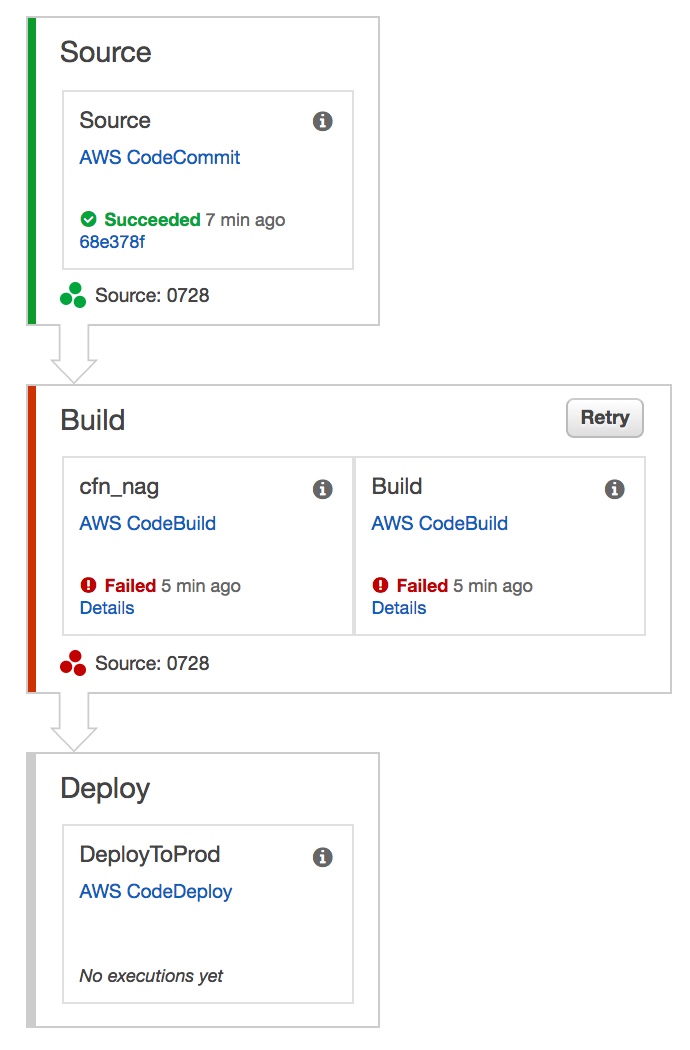 Source
Source
AWS CodeCommit
Succeeded 7 min ago
68e378f
Source: 0728
Build
Retry
cfn_nag
AWS CodeBuild
Failed 5 min ago
Details
Build
AWS CodeBuild
Failed 5 min ago
Details
Source: 0728
Deploy
DeployToProd
AWS CodeDeploy
No executions yet